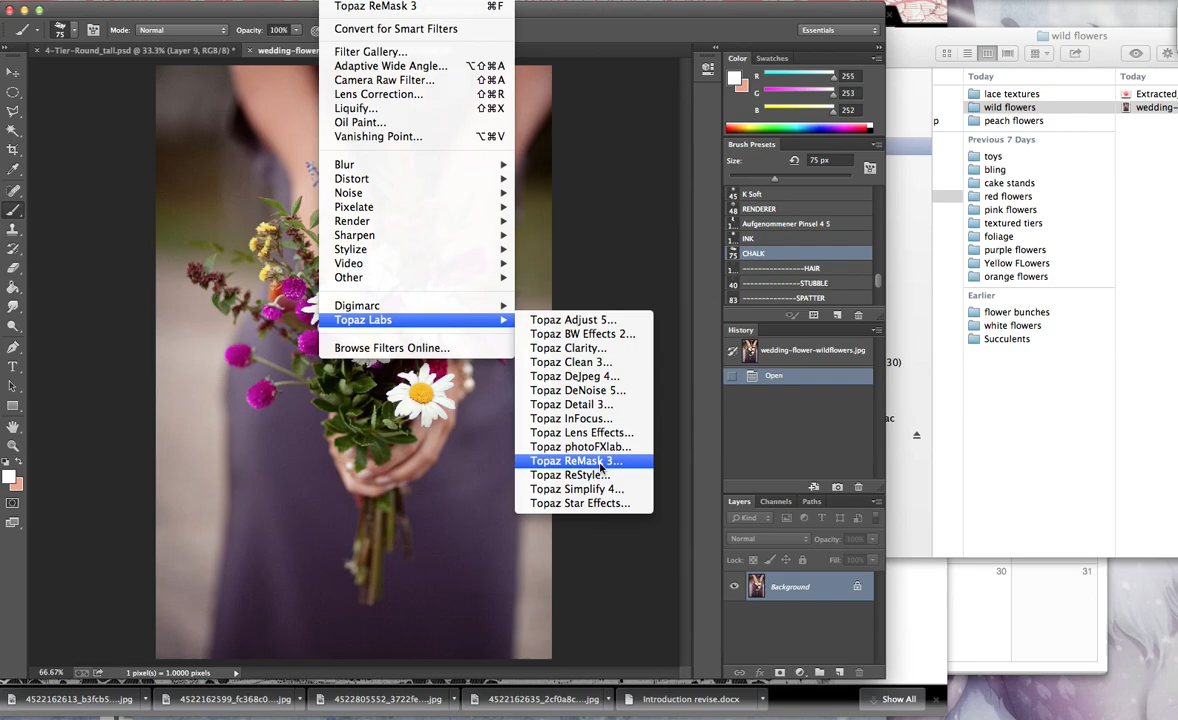 Topaz ReMask 3 ⌘F
Convert for Smart Filters
Filter Gallery...
Adaptive Wide Angle... ⌥⇧⌘A
Camera Raw Filter... ⇧⌘A
Lens Correction... ⇧⌘R
Liquify... ⇧⌘X
Oil Paint...
Vanishing Point... ⌥⌘V
Blur
Distort
Noise
Pixelate
Render
Sharpen
Stylize
Video
Other
Digimarc
Topaz Labs
Browse Filters Online...
Topaz Adjust 5...
Topaz BW Effects 2...
Topaz Clarity...
Topaz Clean 3...
Topaz DeJpeg 4...
Topaz DeNoise 5...
Topaz Detail 3...
Topaz InFocus...
Topaz Lens Effects...
Topaz photoFXlab...
Topaz ReMask 3...
Topaz ReStyle...
Topaz Simplify 4...
Topaz Star Effects...
75 Mode: Normal Opacity: 100% Essentials
4-Tier-Round_tall.psd @ 33.3% (Layer 9, RGB/8) * wedding-flower
Color Swatches
R 255
G 253
B 252
Brush Presets
Size: 75 px
45 K Soft
48 RENDERER
1... Aufgenommener Pinsel 4 5
1... INK
75 CHALK
1... ----------------HAIR
40 ---------------STUBBLE
83 --------------SPATTER
History
wedding-flower-wildflowers.jpg
Open
Layers Channels Paths
Kind
Normal Opacity: 100%
Lock: Fill: 100%
Background
66.67% 1 pixel(s) = 1.0000 pixels
wild flowers
Today
lace textures
wild flowers
peach flowers
Previous 7 Days
toys
bling
cake stands
red flowers
pink flowers
textured tiers
foliage
purple flowers
Yellow FLowers
orange flowers
Earlier
flower bunches
white flowers
Succulents
Today
Extracted
wedding-
p
30)
ac
30 31
4522162613_b3fcb5....jpg 4522162599_fc368c0....jpg 4522805552_3722fe....jpg 4522162635_2cf0a8c....jpg Introduction revise.docx Show All